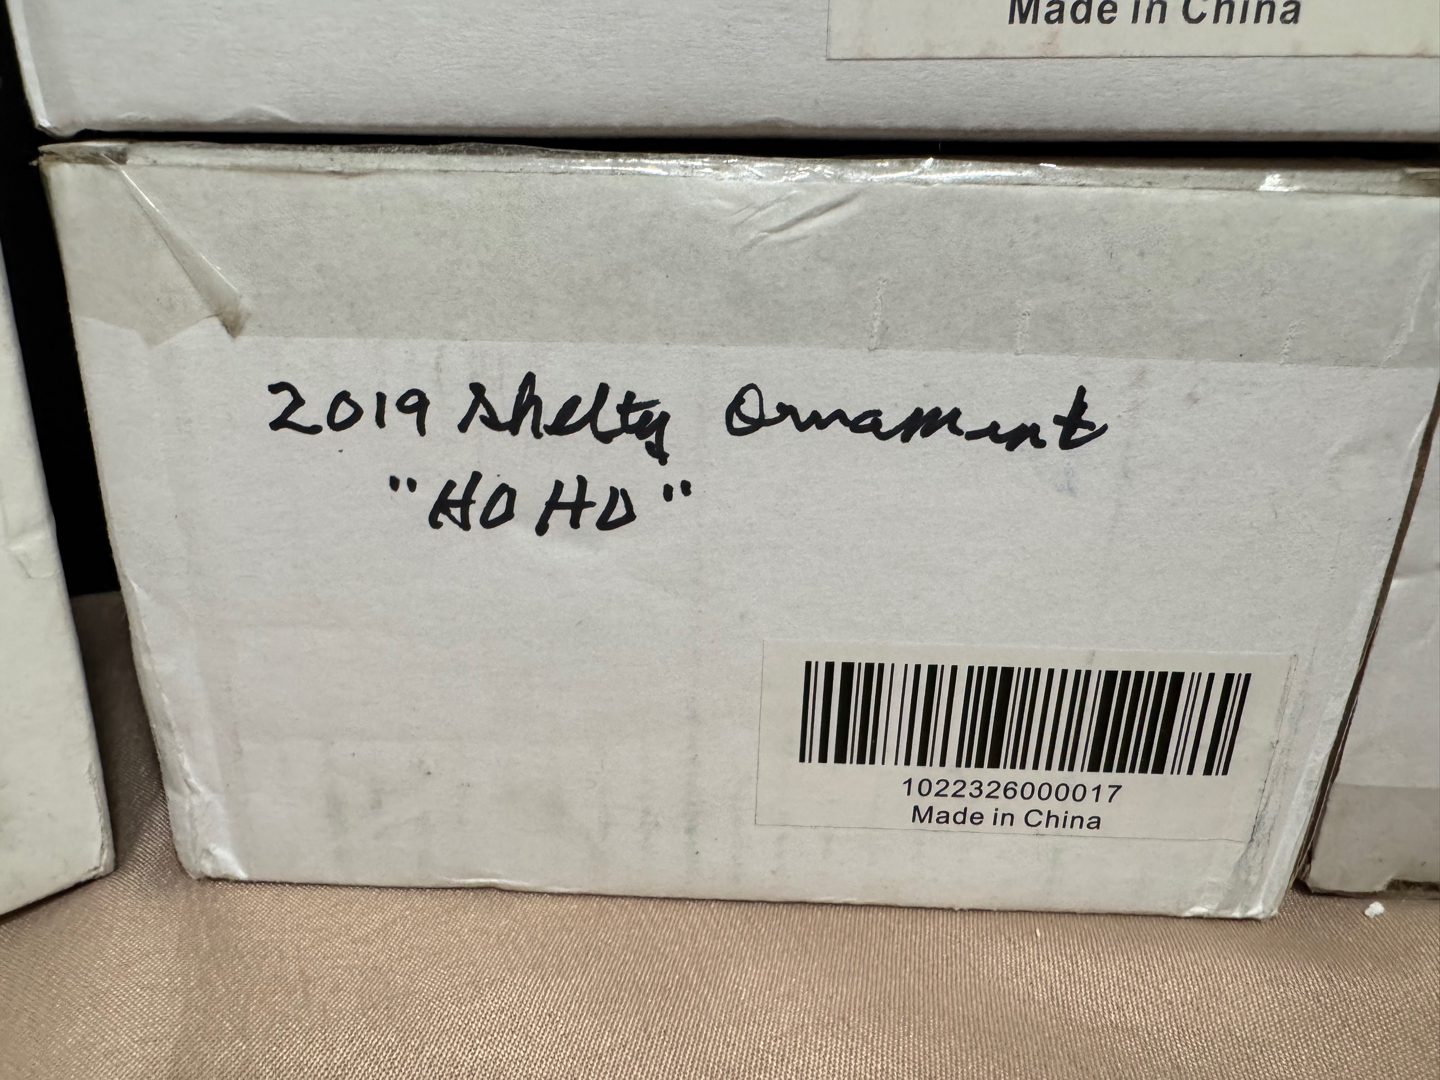 Made in China
2019 Shelty Ornament
"HO HO"
1022326000017
Made in China